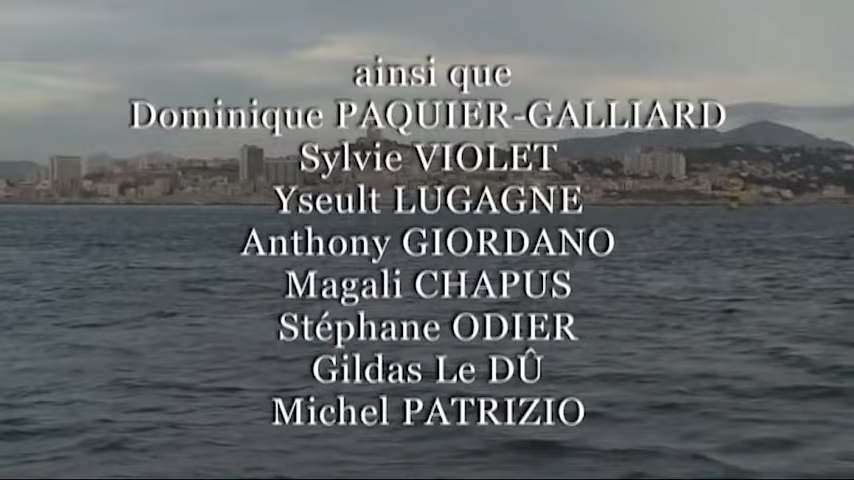 ainsi que
Dominique PAQUIER-GALLIARD
Sylvie VIOLET
Yseult LUGAGNE
Anthony GIORDANO
Magali CHAPUS
Stéphane ODIER
Gildas Le DÛ
Michel PATRIZIO